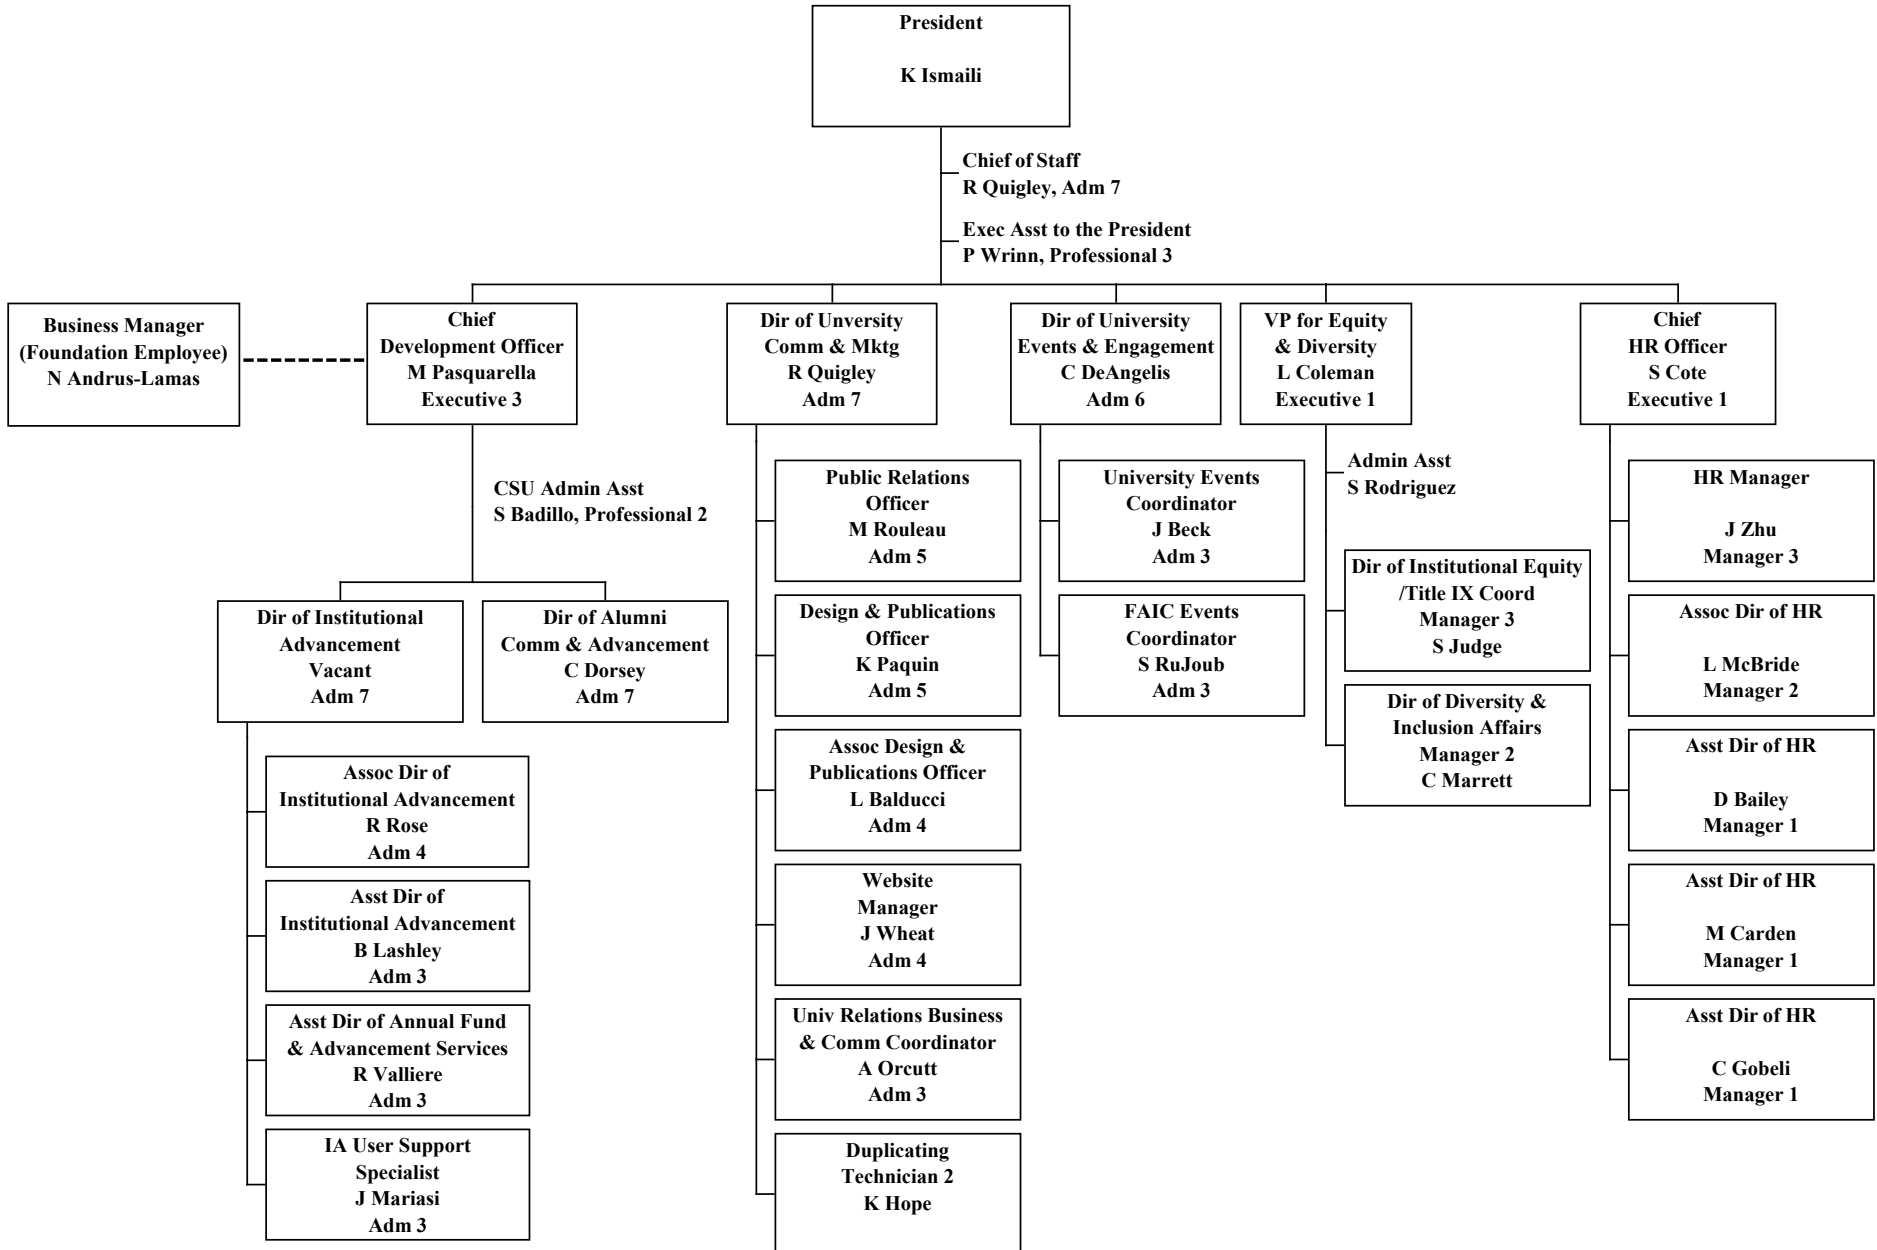 President
K Ismaili
Chief of Staff
R Quigley, Adm 7
Exec Asst to the President
P Wrinn, Professional 3
Business Manager
(Foundation Employee)
N Andrus-Lamas
Chief
Development Officer
M Pasquarella
Executive 3
Dir of Unversity
Comm & Mktg
R Quigley
Adm 7
Dir of University
Events & Engagement
C DeAngelis
Adm 6
VP for Equity
& Diversity
L Coleman
Executive 1
Chief
HR Officer
S Cote
Executive 1
CSU Admin Asst
S Badillo, Professional 2
Dir of Institutional
Advancement
Vacant
Adm 7
Dir of Alumni
Comm & Advancement
C Dorsey
Adm 7
Assoc Dir of
Institutional Advancement
R Rose
Adm 4
Asst Dir of
Institutional Advancement
B Lashley
Adm 3
Asst Dir of Annual Fund
& Advancement Services
R Valliere
Adm 3
IA User Support
Specialist
J Mariasi
Adm 3
Public Relations
Officer
M Rouleau
Adm 5
Design & Publications
Officer
K Paquin
Adm 5
Assoc Design &
Publications Officer
L Balducci
Adm 4
Website
Manager
J Wheat
Adm 4
Univ Relations Business
& Comm Coordinator
A Orcutt
Adm 3
Duplicating
Technician 2
K Hope
University Events
Coordinator
J Beck
Adm 3
FAIC Events
Coordinator
S RuJoub
Adm 3
Admin Asst
S Rodriguez
Dir of Institutional Equity
/Title IX Coord
Manager 3
S Judge
Dir of Diversity &
Inclusion Affairs
Manager 2
C Marrett
HR Manager
J Zhu
Manager 3
Assoc Dir of HR
L McBride
Manager 2
Asst Dir of HR
D Bailey
Manager 1
Asst Dir of HR
M Carden
Manager 1
Asst Dir of HR
C Gobeli
Manager 1